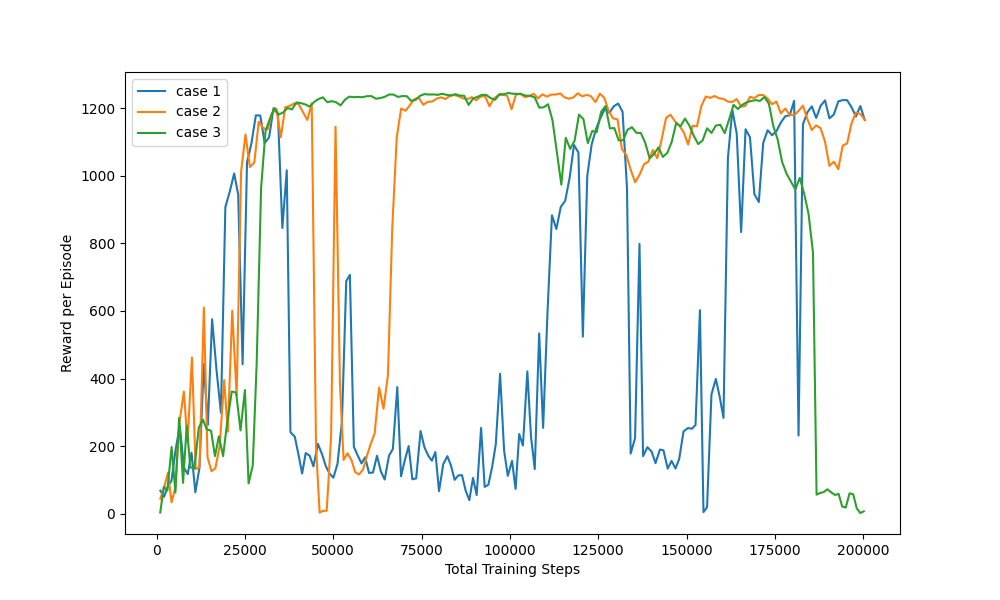 case 1
case 2
case 3
1200
1000
800
600
400
200
0
Reward per Episode
0 25000 50000 75000 100000 125000 150000 175000 200000
Total Training Steps